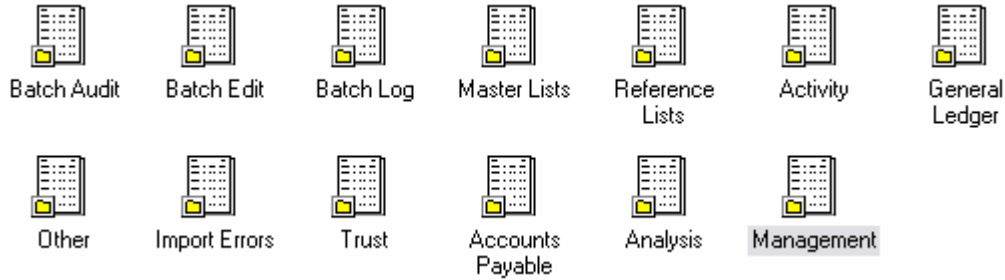 Batch Audit
Batch Edit
Batch Log
Master Lists
Reference
Lists
Activity
General
Ledger
Other
Import Errors
Trust
Accounts
Payable
Analysis
Management